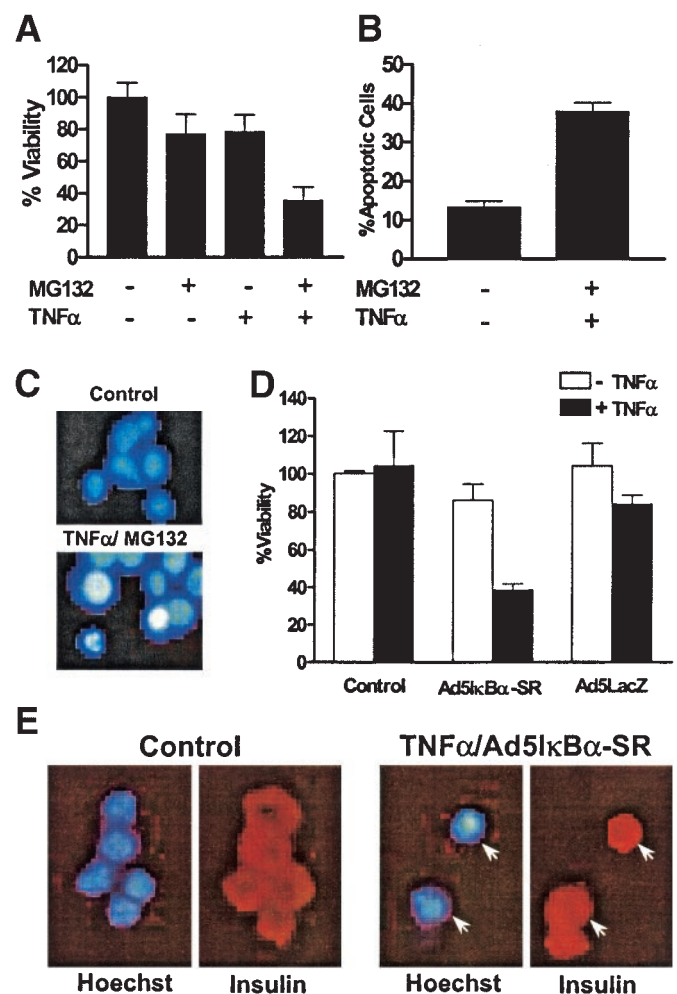 A
120
100
80
60
40
20
0
% Viability
MG132 - + - +
TNFα - - + +
B
50
40
30
20
10
0
%Apoptotic Cells
MG132 - +
TNFα - +
C
Control
TNFα/ MG132
D
140
120
100
80
60
40
20
0
%Viability
- TNFα
+ TNFα
Control Ad5IκBα-SR Ad5LacZ
E
Control TNFα/Ad5IκBα-SR
Hoechst Insulin Hoechst Insulin